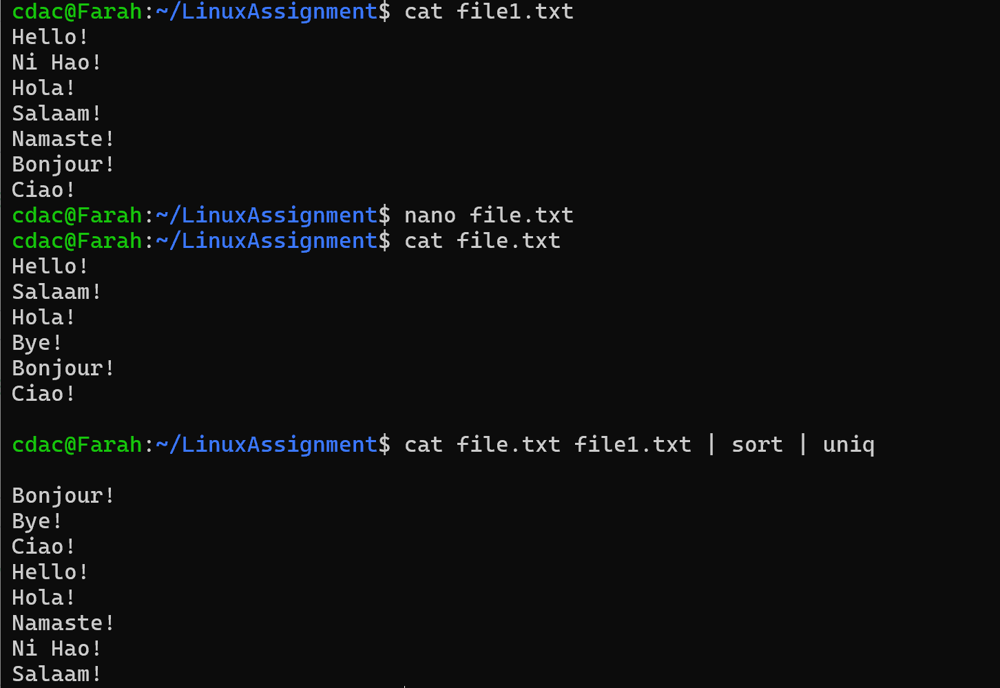 cdac@Farah:~/LinuxAssignment$ cat file1.txt
Hello!
Ni Hao!
Hola!
Salaam!
Namaste!
Bonjour!
Ciao!
cdac@Farah:~/LinuxAssignment$ nano file.txt
cdac@Farah:~/LinuxAssignment$ cat file.txt
Hello!
Salaam!
Hola!
Bye!
Bonjour!
Ciao!

cdac@Farah:~/LinuxAssignment$ cat file.txt file1.txt | sort | uniq

Bonjour!
Bye!
Ciao!
Hello!
Hola!
Namaste!
Ni Hao!
Salaam!